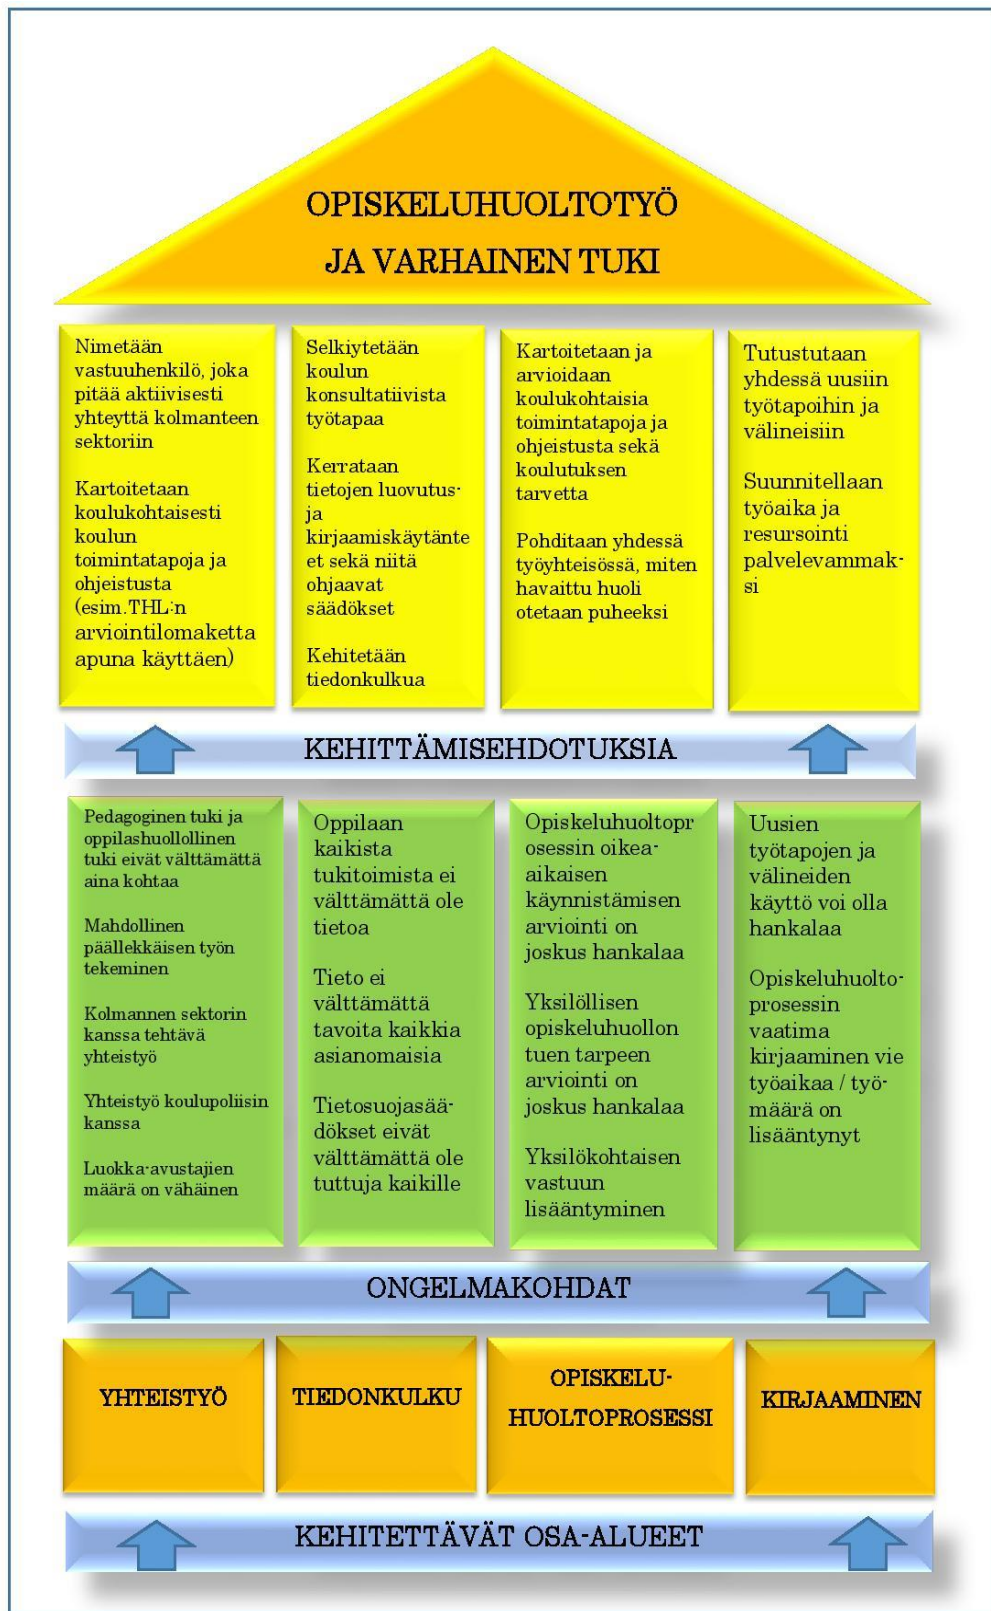 OPISKELUHUOLTOTYÖ
JA VARHAINEN TUKI
Nimetään
vastuuhenkilö, joka
pitää aktiivisesti
yhteyttä kolmanteen
sektoriin
Kartoitetaan
koulukohtaisesti
koulun
toimintatapoja ja
ohjeistusta
(esim.THL:n
arviointilomaketta
apuna käyttäen)
Selkiytetään
koulun
konsultatiivista
työtapaa
Kerrataan
tietojen luovutus-
ja
kirjaamiskäytänte
et sekä niitä
ohjaavat
säädökset
Kehitetään
tiedonkulkua
Kartoitetaan ja
arvioidaan
koulukohtaisia
toimintatapoja ja
ohjeistusta sekä
koulutuksen
tarvetta
Pohditaan yhdessä
työyhteisössä, miten
havaittu huoli
otetaan puheeksi
Tutustutaan
yhdessä uusiin
työtapoihin ja
välineisiin
Suunnitellaan
työaika ja
resursointi
palvelevammak-
si
KEHITTÄMISEHDOTUKSIA
Pedagoginen tuki ja
oppilashuollollinen
tuki eivät välttämättä
aina kohtaa
Mahdollinen
päällekkäisen työn
tekeminen
Kolmannen sektorin
kanssa tehtävä
yhteistyö
Yhteistyö koulupoliisin
kanssa
Luokka-avustajien
määrä on vähäinen
Oppilaan
kaikista
tukitoimista ei
välttämättä ole
tietoa
Tieto ei
välttämättä
tavoita kaikkia
asianomaisia
Tietosuojasää-
dökset eivät
välttämättä ole
tuttuja kaikille
Opiskeluhuoltopr
osessin oikea-
aikaisen
käynnistämisen
arviointi on
joskus hankalaa
Yksilöllisen
opiskeluhuollon
tuen tarpeen
arviointi on
joskus hankalaa
Yksilökohtaisen
vastuun
lisääntyminen
Uusien
työtapojen ja
välineiden
käyttö voi olla
hankalaa
Opiskeluhuolto-
prosessin
vaatima
kirjaaminen vie
työaikaa / työ-
määrä on
lisääntynyt
ONGELMAKOHDAT
YHTEISTYÖ
TIEDONKULKU
OPISKELU-
HUOLTOPROSESSI
KIRJAAMINEN
KEHITETTÄVÄT OSA-ALUEET